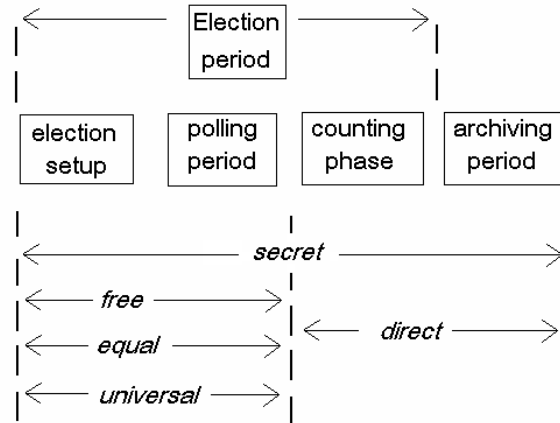 Election
period
election
setup
polling
period
counting
phase
archiving
period
secret
free
direct
equal
universal